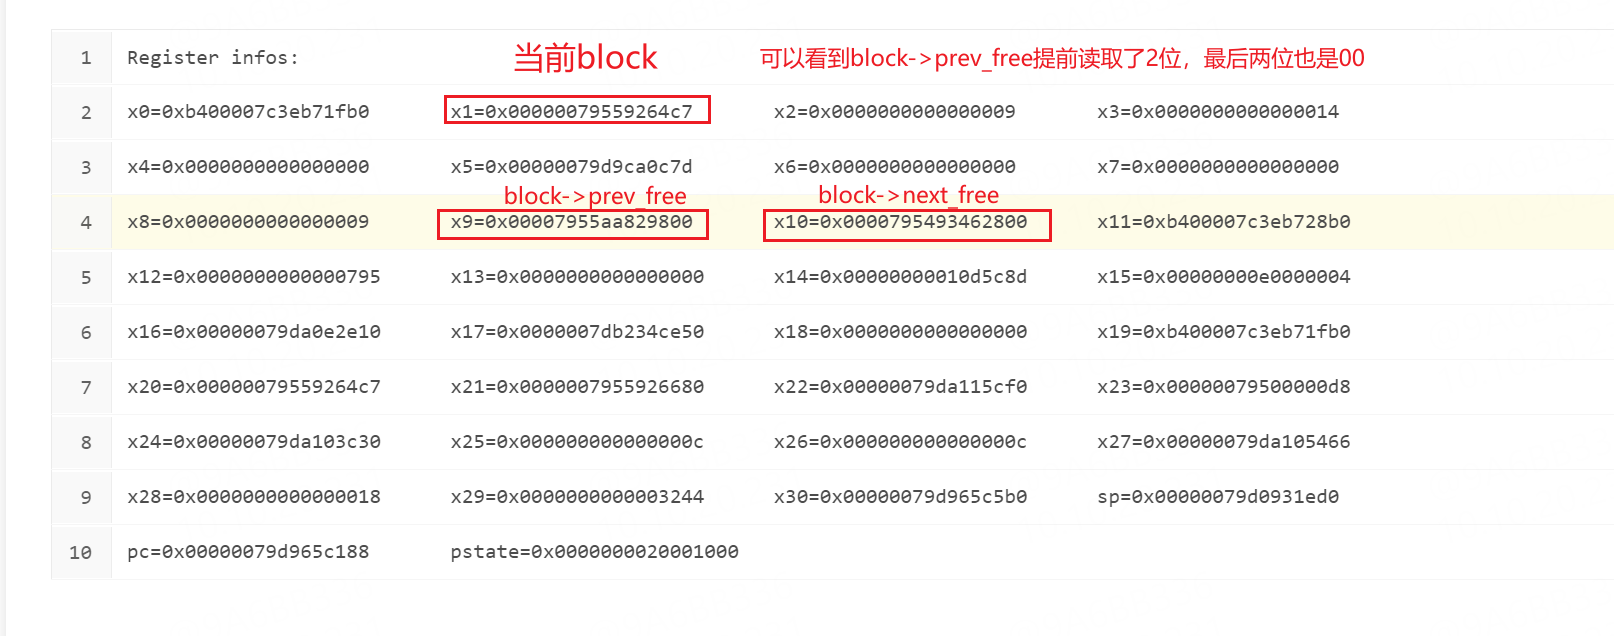 当前block 可以看到block->prev_free提前读取了2位，最后两位也是00
1 Register infos:
2 x0=0xb400007c3eb71fb0 x1=0x00000079559264c7 x2=0x0000000000000009 x3=0x0000000000000014
3 x4=0x0000000000000000 x5=0x00000079d9ca0c7d x6=0x0000000000000000 x7=0x0000000000000000
block->prev_free block->next_free
4 x8=0x0000000000000009 x9=0x00007955aa829800 x10=0x0000795493462800 x11=0xb400007c3eb728b0
5 x12=0x0000000000000795 x13=0x0000000000000000 x14=0x00000000010d5c8d x15=0x00000000e0000004
6 x16=0x00000079da0e2e10 x17=0x0000007db234ce50 x18=0x0000000000000000 x19=0xb400007c3eb71fb0
7 x20=0x00000079559264c7 x21=0x0000007955926680 x22=0x00000079da115cf0 x23=0x00000079500000d8
8 x24=0x00000079da103c30 x25=0x000000000000000c x26=0x000000000000000c x27=0x00000079da105466
9 x28=0x0000000000000018 x29=0x0000000000003244 x30=0x00000079d965c5b0 sp=0x00000079d0931ed0
10 pc=0x00000079d965c188 pstate=0x0000000020001000